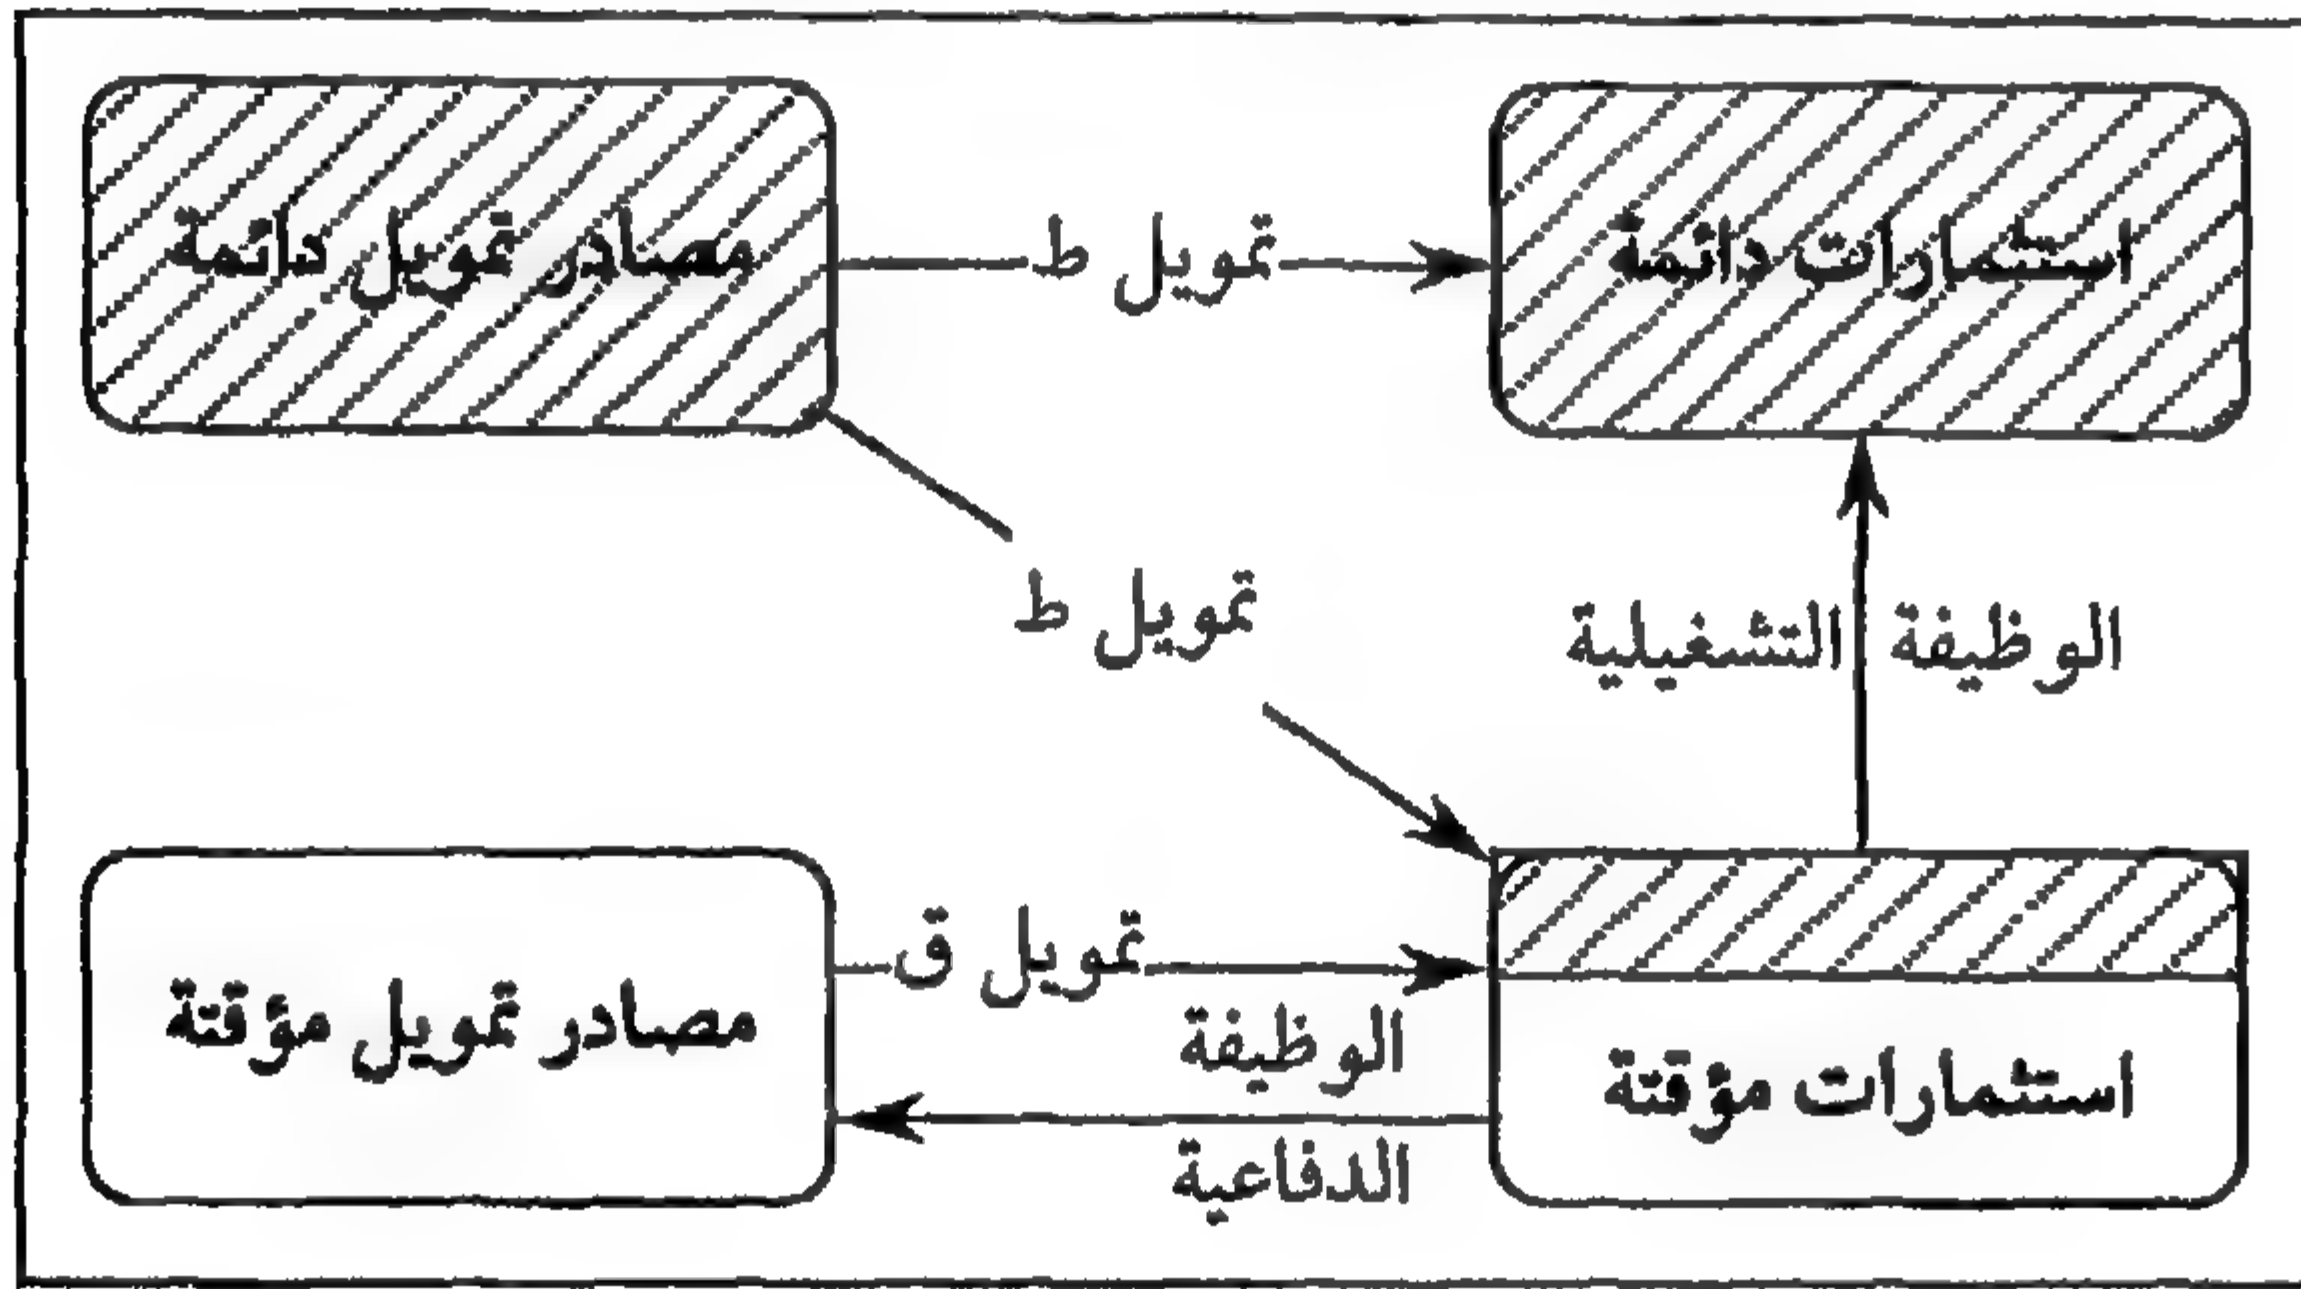 استثمارات دائمة
تمويل ط
مصادر تمويل دائمة
تمويل ط
الوظيفة التشغيلية
تمويل ق
الوظيفة
الدفاعية
استثمارات مؤقتة
مصادر تمويل مؤقتة